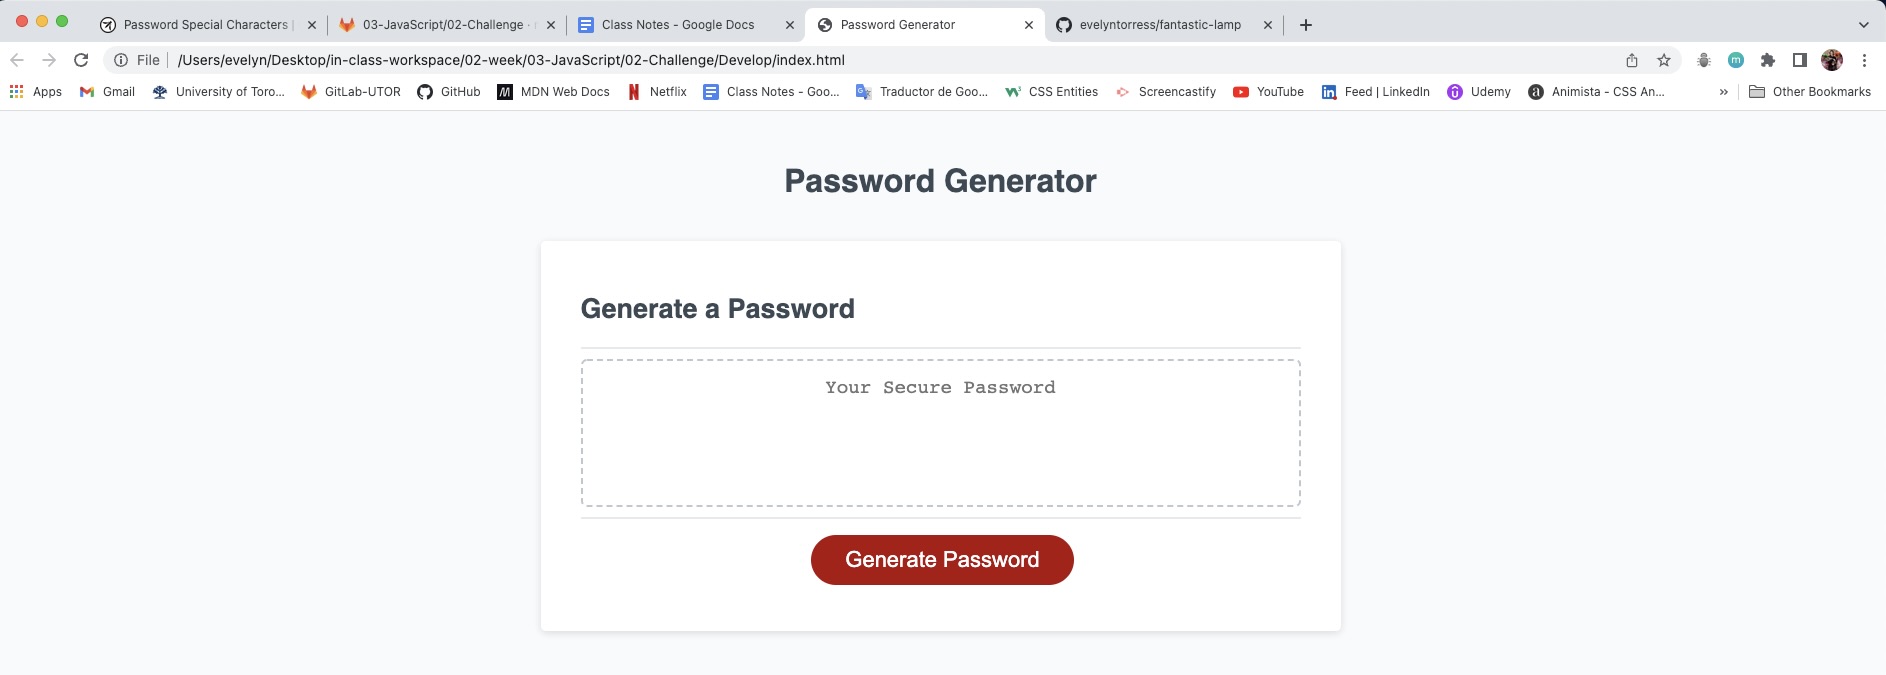 Password Special Characters |
03-JavaScript/02-Challenge ·
Class Notes - Google Docs
Password Generator
evelyntorress/fantastic-lamp
File
/Users/evelyn/Desktop/in-class-workspace/02-week/03-JavaScript/02-Challenge/Develop/index.html
m
Apps
Gmail
University of Toro...
GitLab-UTOR
GitHub
MDN Web Docs
Netflix
Class Notes - Goo...
Traductor de Goo...
CSS Entities
Screencastify
YouTube
Feed | LinkedIn
Udemy
Animista - CSS An...
»
Other Bookmarks
Password Generator
Generate a Password
Your Secure Password
Generate Password